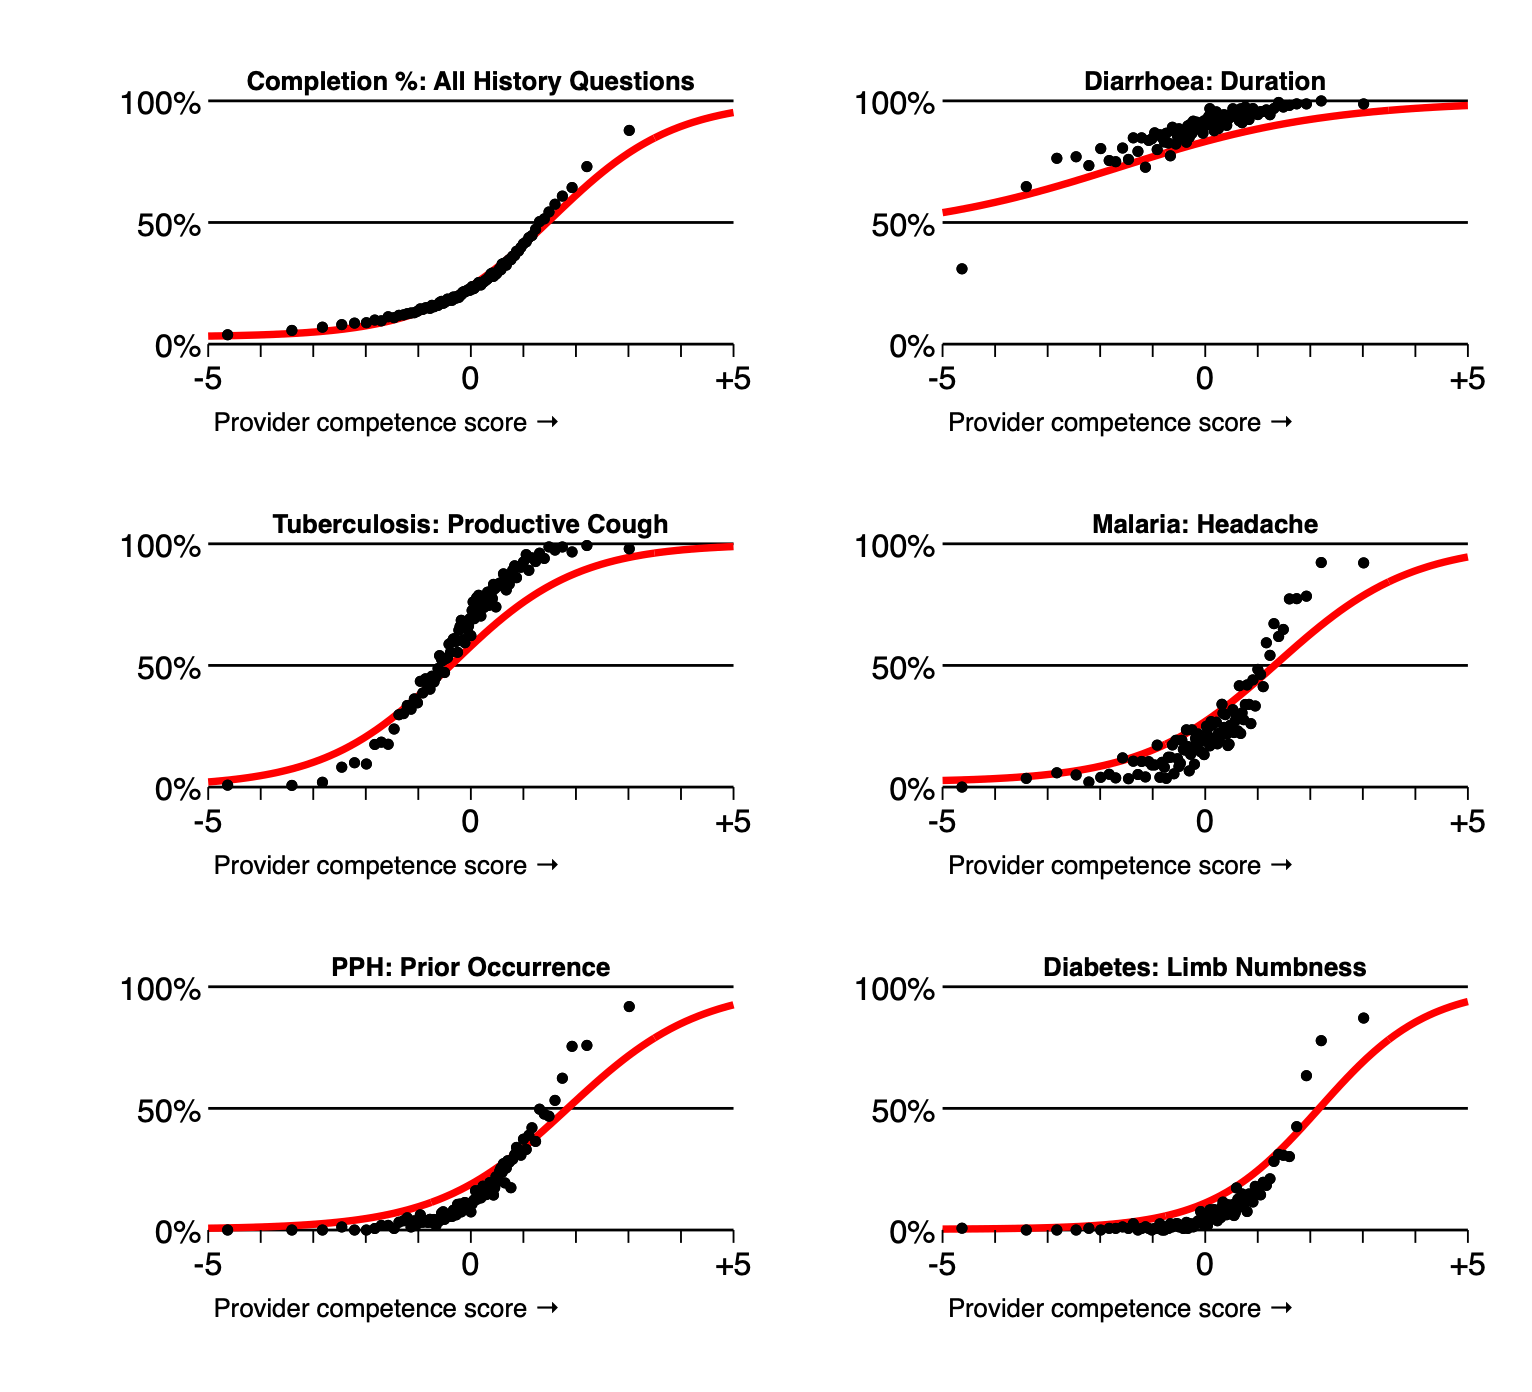 Completion %: All History Questions
100%
50%
0%
-5 0 +5
Provider competence score →
Diarrhoea: Duration
100%
50%
0%
-5 0 +5
Provider competence score →
Tuberculosis: Productive Cough
100%
50%
0%
-5 0 +5
Provider competence score →
Malaria: Headache
100%
50%
0%
-5 0 +5
Provider competence score →
PPH: Prior Occurrence
100%
50%
0%
-5 0 +5
Provider competence score →
Diabetes: Limb Numbness
100%
50%
0%
-5 0 +5
Provider competence score →